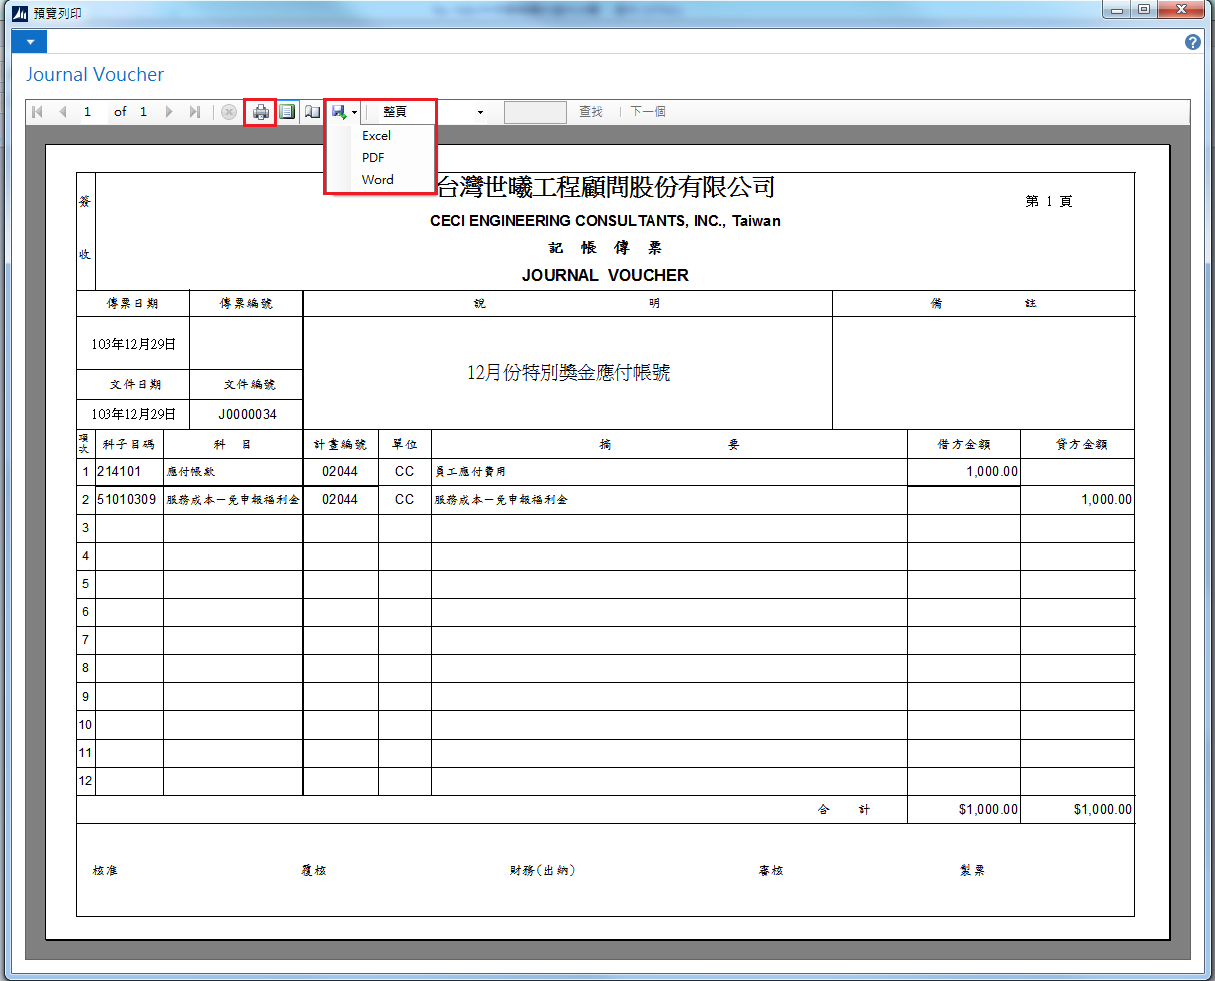 預覽列印
Journal Voucher
1 of 1 整頁 查找 下一個
Excel
PDF
Word
台灣世曦工程顧問股份有限公司
第 1 頁
簽
收
CECI ENGINEERING CONSULTANTS, INC., Taiwan
記 帳 傳 票
JOURNAL VOUCHER
傳票日期 傳票編號 說 明 備 註
103年12月29日
12月份特別獎金應付帳號
文件日期 文件編號
103年12月29日 J0000034
項次 科子目碼 科 目 計畫編號 單位 摘 要 借方金額 貸方金額
1 214101 應付帳款 02044 CC 員工應付費用 1,000.00
2 51010309 服務成本－免申報福利金 02044 CC 服務成本－免申報福利金 1,000.00
3
4
5
6
7
8
9
10
11
12
合 計 $1,000.00 $1,000.00
核准 覆核 財務(出納) 審核 製票